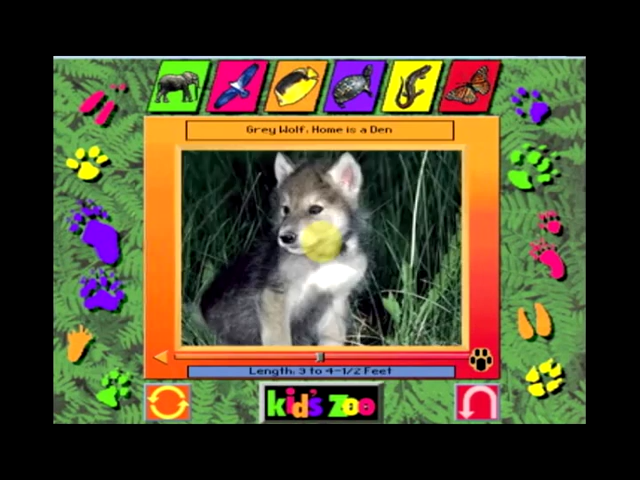 Grey Wolf, Home is a Den
Length: 3 to 4-1/2 Feet
kid's Zoo